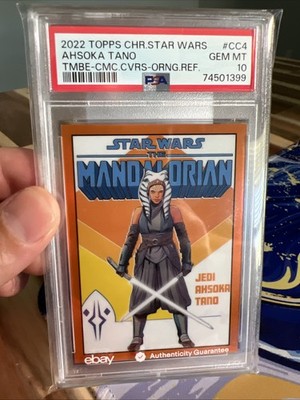 2022 TOPPS CHR.STAR WARS #CC4
AHSOKA TANO GEM MT
TMBE-CMC CVRS-ORNG.REF. 10
PSA 74501399
STAR WARS
THE
MANDALORIAN
JEDI
AHSOKA
TANO
ebay Authenticity Guarantee